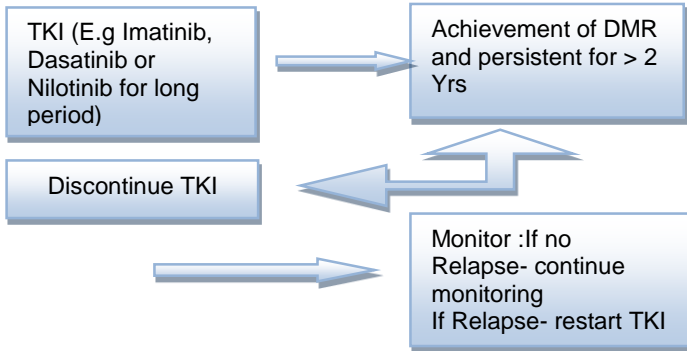 TKI (E.g Imatinib,
Dasatinib or
Nilotinib for long
period)
Achievement of DMR
and persistent for > 2
Yrs
Discontinue TKI
Monitor :If no
Relapse- continue
monitoring
If Relapse- restart TKI